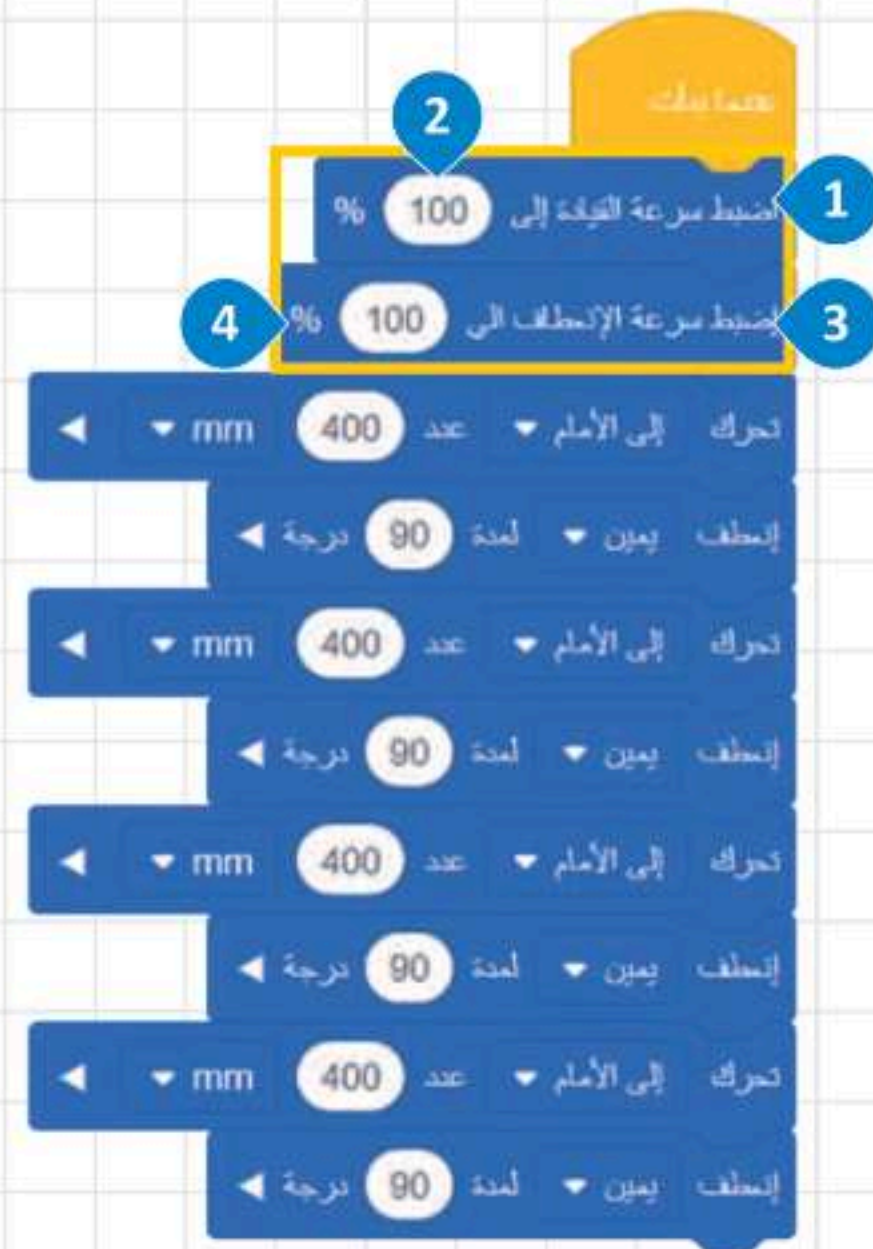 عندما بدأت
2
اضبط سرعة القيادة إلى 100 %
1
إضبط سرعة الإنعطاف الى 100 %
3
4
تحرك إلى الأمام عدد 400 mm
إنعطف يمين لمدة 90 درجة
تحرك إلى الأمام عدد 400 mm
إنعطف يمين لمدة 90 درجة
تحرك إلى الأمام عدد 400 mm
إنعطف يمين لمدة 90 درجة
تحرك إلى الأمام عدد 400 mm
إنعطف يمين لمدة 90 درجة